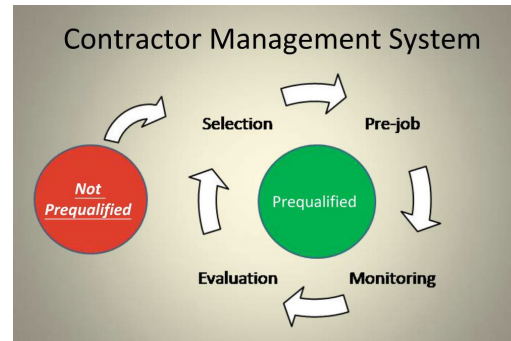 Contractor Management System
Selection
Pre-job
Not
Prequalified
Prequalified
Evaluation
Monitoring